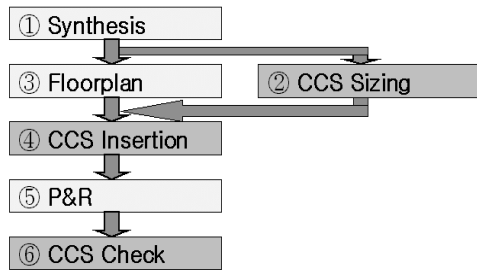 ① Synthesis
③ Floorplan
② CCS Sizing
④ CCS Insertion
⑤ P&R
⑥ CCS Check